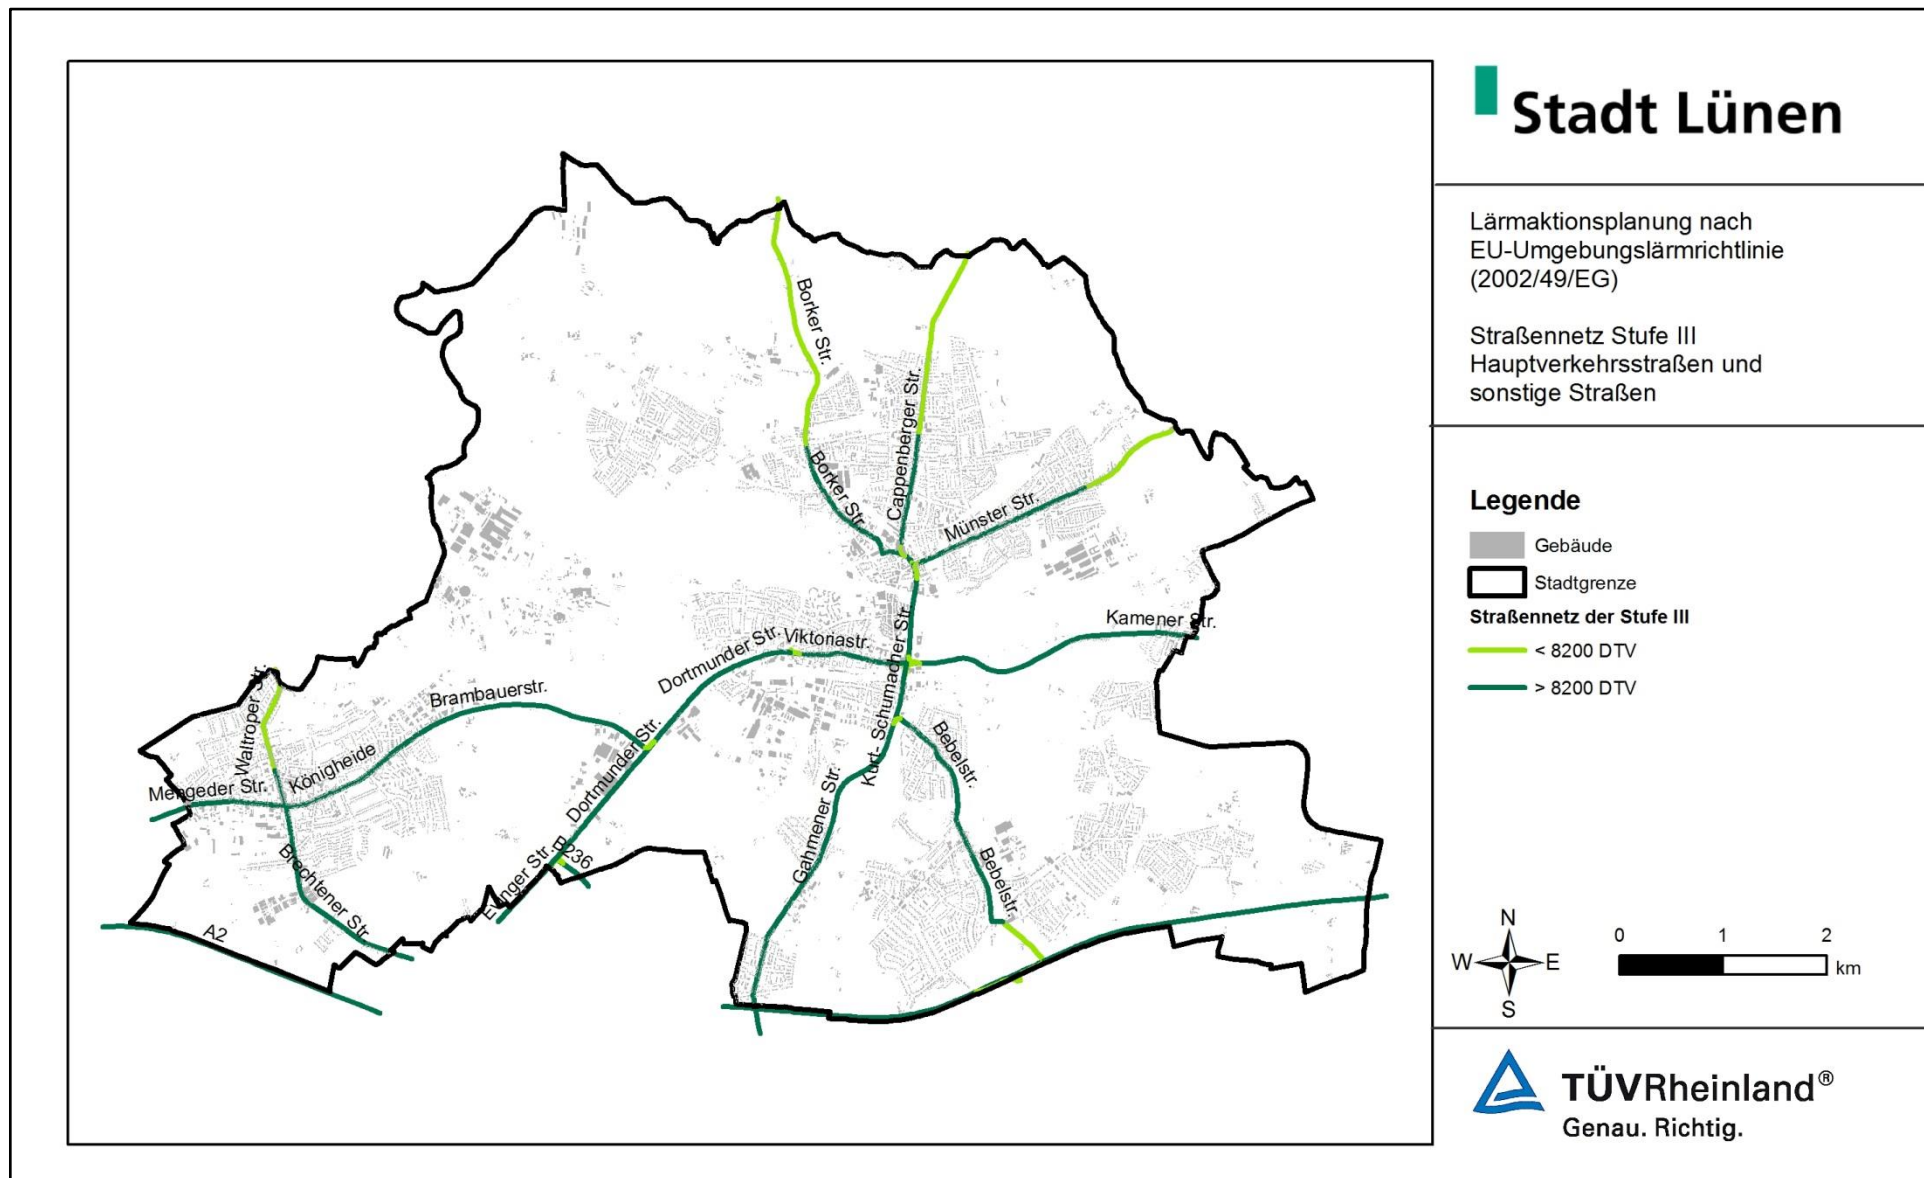 Stadt Lünen
Lärmaktionsplanung nach
EU-Umgebungslärmrichtlinie
(2002/49/EG)
Straßennetz Stufe III
Hauptverkehrsstraßen und
sonstige Straßen
Legende
Gebäude
Stadtgrenze
Straßennetz der Stufe III
< 8200 DTV
> 8200 DTV
N
W E
S
0 1 2
km
TÜVRheinland®
Genau. Richtig.
Borker Str.
Cappenberger Str.
Borker Str.
Münster Str.
Kamener Str.
Viktoriastr.
Dortmunder Str.
Kurt- Schumacher Str.
Waltroper Str.
Brambauerstr.
Königheide
Mengeder Str.
Dortmunder Str.
Bebelstr.
Gahmener Str.
Bebelstr.
Brechtener Str.
Evinger Str.
B 236
A2